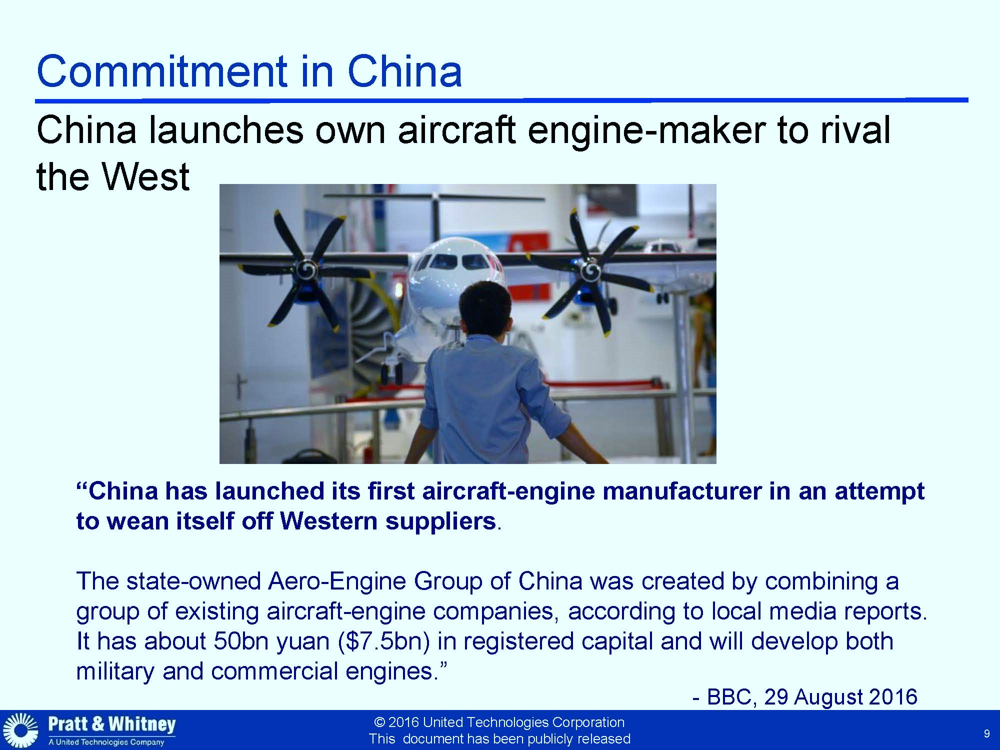 Commitment in China
China launches own aircraft engine-maker to rival
the West
“China has launched its first aircraft-engine manufacturer in an attempt
to wean itself off Western suppliers.
The state-owned Aero-Engine Group of China was created by combining a
group of existing aircraft-engine companies, according to local media reports.
It has about 50bn yuan ($7.5bn) in registered capital and will develop both
military and commercial engines.”
- BBC, 29 August 2016
Pratt & Whitney
A United Technologies Company
© 2016 United Technologies Corporation
This  document has been publicly released
9